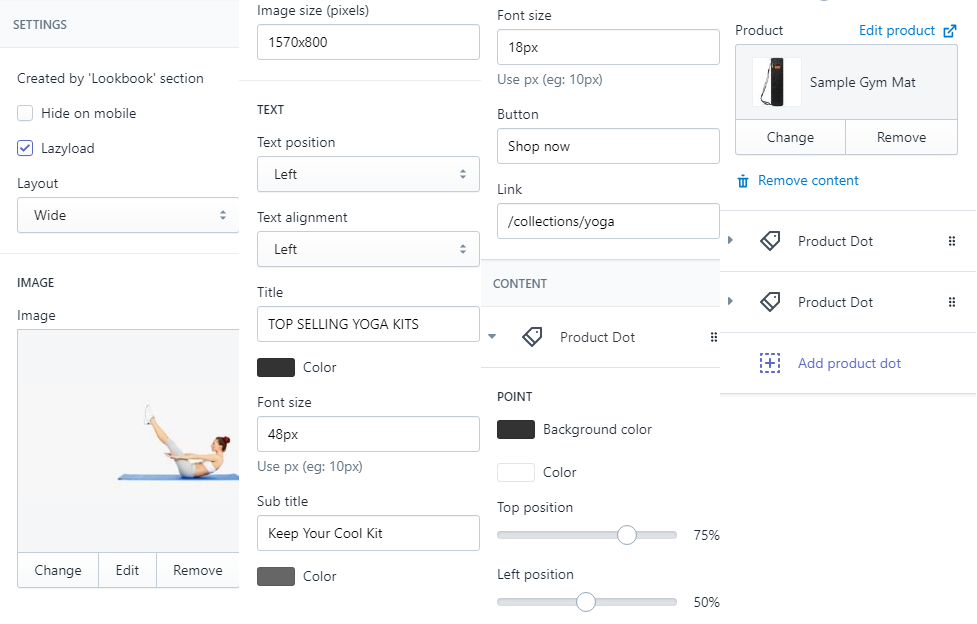 SETTINGS
Created by 'Lookbook' section
Hide on mobile
Lazyload
Layout
Wide
IMAGE
Image
Change
Edit
Remove
Image size (pixels)
1570x800
TEXT
Text position
Left
Text alignment
Left
Title
TOP SELLING YOGA KITS
Color
Font size
48px
Use px (eg: 10px)
Sub title
Keep Your Cool Kit
Color
Font size
18px
Use px (eg: 10px)
Button
Shop now
Link
/collections/yoga
CONTENT
Product Dot
POINT
Background color
Color
Top position
75%
Left position
50%
Product
Edit product
Sample Gym Mat
Change
Remove
Remove content
Product Dot
Product Dot
Add product dot